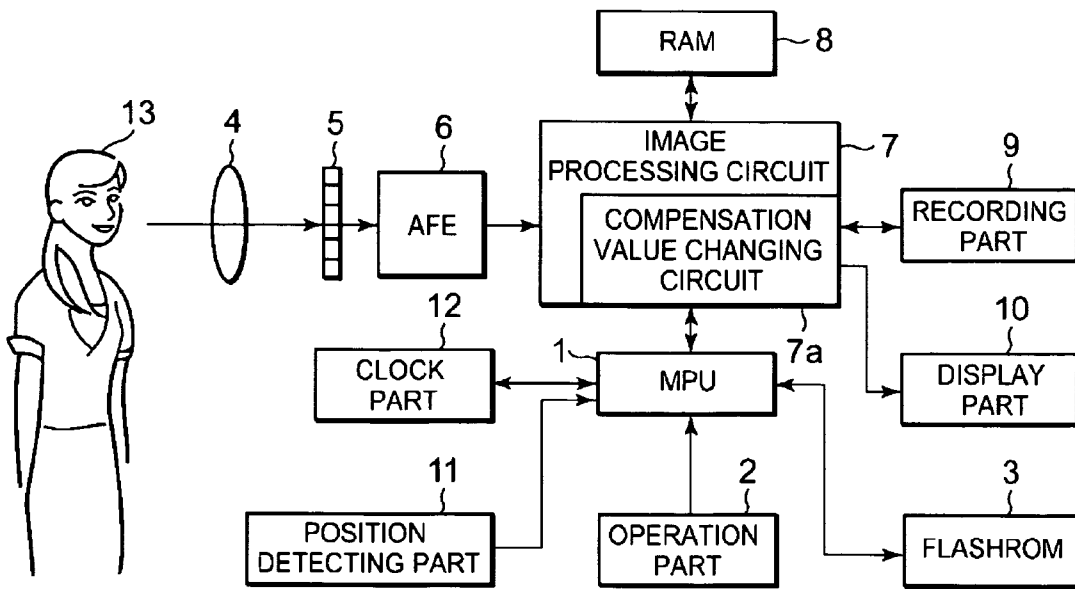 RAM
8
13
4
5
6
IMAGE
PROCESSING CIRCUIT
7
9
AFE
COMPENSATION
VALUE CHANGING
CIRCUIT
RECORDING
PART
12
1
7a
10
CLOCK
PART
MPU
DISPLAY
PART
11
2
3
POSITION
DETECTING PART
OPERATION
PART
FLASHROM